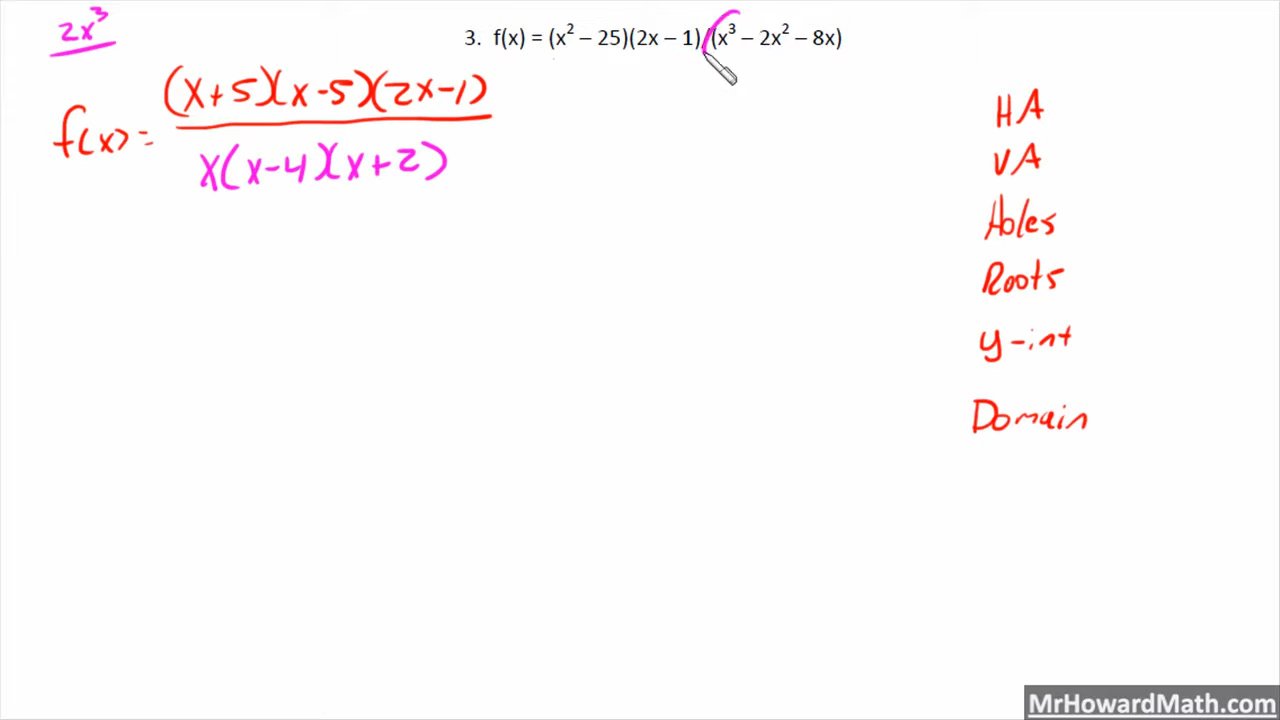 2x³
3. f(x) = (x² – 25)(2x – 1)/(x³ – 2x² – 8x)
(x+5)(x-5)(2x-1)
f(x)=
x(x-4)(x+2)
HA
VA
Holes
Roots
y-int
Domain
MrHowardMath.com